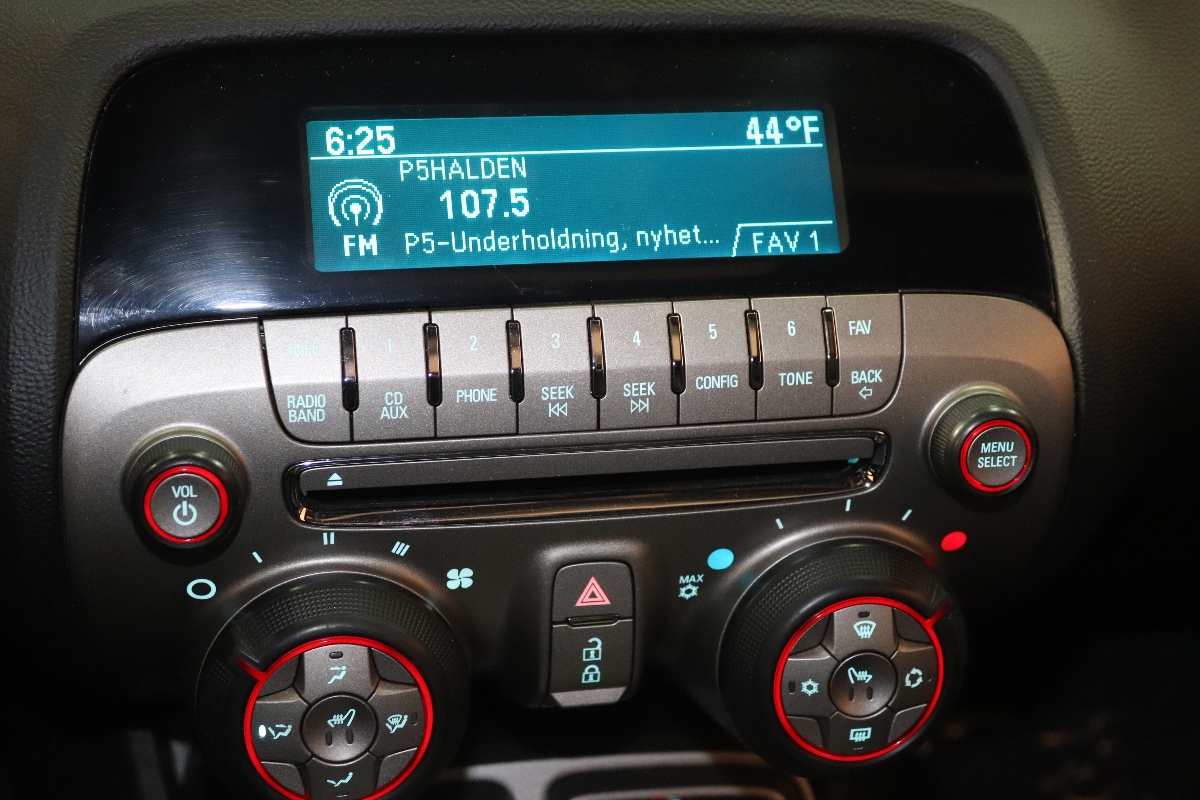 6:25 44°F
P5HALDEN
107.5
FM P5-Underholdning, nyhet... FAV 1
INFO 1 2 3 4 5 6 FAV
RADIO BAND
CD AUX
PHONE
SEEK
SEEK
CONFIG
TONE
BACK
VOL
MENU
SELECT
MAX